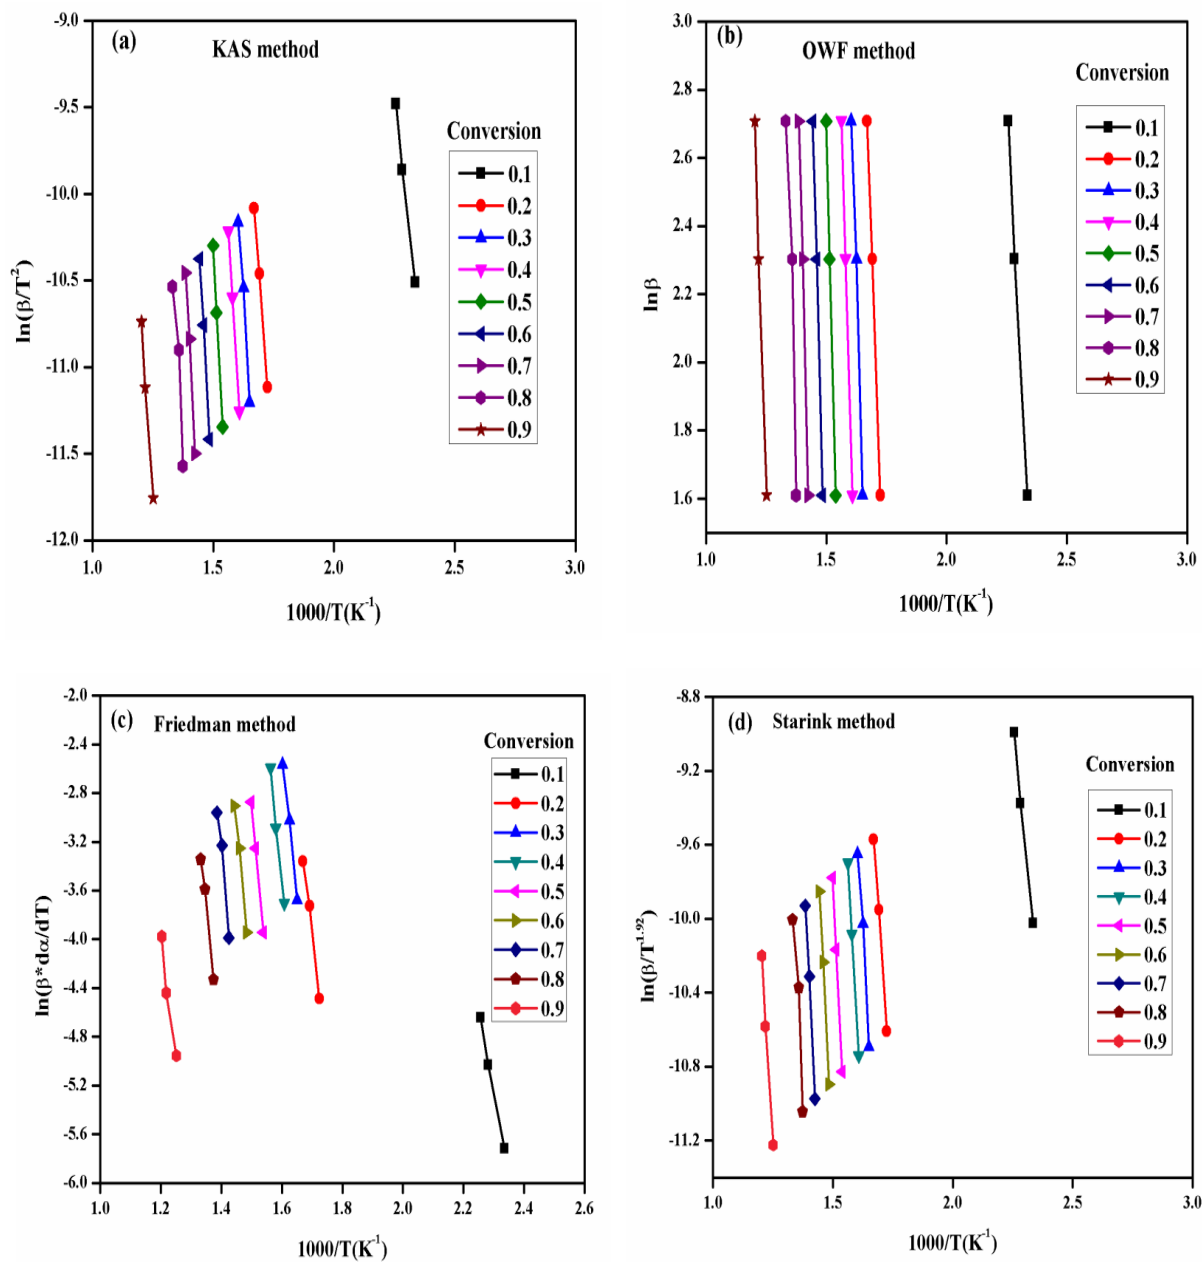 (a)
KAS method
Conversion
0.1
0.2
0.3
0.4
0.5
0.6
0.7
0.8
0.9
-9.0
-9.5
-10.0
-10.5
-11.0
-11.5
-12.0
ln(β/T²)
1.0 1.5 2.0 2.5 3.0
1000/T(K⁻¹)
(b)
OWF method
Conversion
0.1
0.2
0.3
0.4
0.5
0.6
0.7
0.8
0.9
3.0
2.6
2.2
2.0
1.8
1.6
lnβ
1.0 1.5 2.0 2.5 3.0
1000/T(K⁻¹)
(c)
Friedman method
Conversion
0.1
0.2
0.3
0.4
0.5
0.6
0.7
0.8
0.9
-2.0
-2.4
-2.8
-3.2
-3.6
-4.0
-4.4
-4.8
-5.2
-5.6
-6.0
ln(β*dα/dT)
1.0 1.2 1.4 1.6 1.8 2.0 2.2 2.4 2.6
1000/T(K⁻¹)
(d)
Starink method
Conversion
0.1
0.2
0.3
0.4
0.5
0.6
0.7
0.8
0.9
-8.8
-9.2
-9.6
-10.0
-10.4
-10.8
-11.2
ln(β/T¹·⁹²)
1.0 1.5 2.0 2.5 3.0
1000/T(K⁻¹)